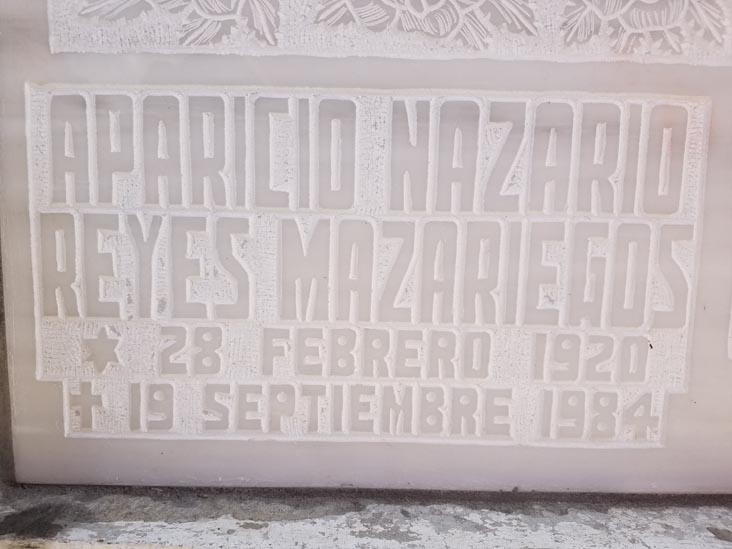 APARICIO NAZARIO
REYES MAZARIEGOS
★ 28 FEBRERO 1920
✝ 19 SEPTIEMBRE 1984